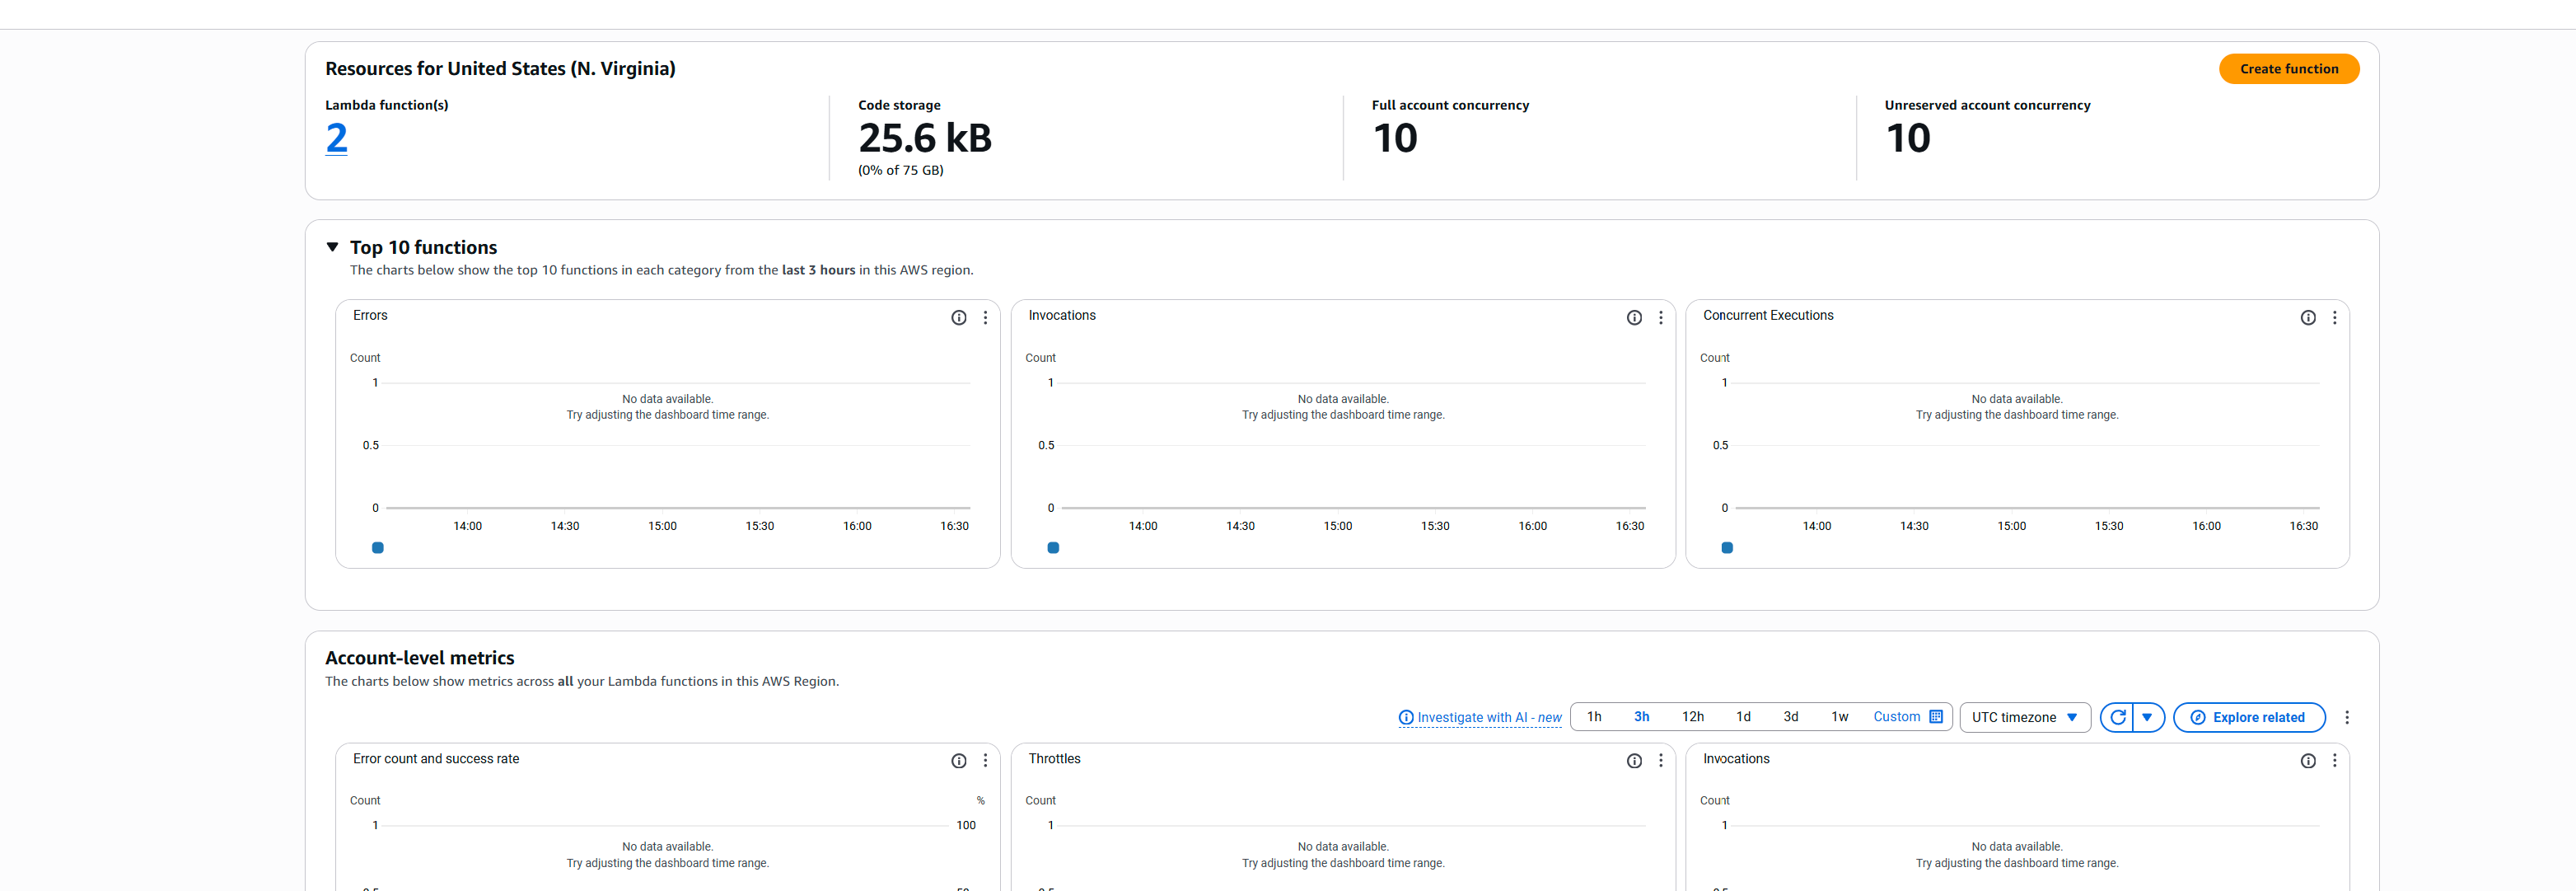 Resources for United States (N. Virginia)
Create function
Lambda function(s)
2
Code storage
25.6 kB
(0% of 75 GB)
Full account concurrency
10
Unreserved account concurrency
10
Top 10 functions
The charts below show the top 10 functions in each category from the last 3 hours in this AWS region.
Errors
Count
1
No data available.
Try adjusting the dashboard time range.
0.5
0
14:00 14:30 15:00 15:30 16:00 16:30
Invocations
Count
1
No data available.
Try adjusting the dashboard time range.
0.5
0
14:00 14:30 15:00 15:30 16:00 16:30
Concurrent Executions
Count
1
No data available.
Try adjusting the dashboard time range.
0.5
0
14:00 14:30 15:00 15:30 16:00 16:30
Account-level metrics
The charts below show metrics across all your Lambda functions in this AWS Region.
Investigate with AI - new 1h 3h 12h 1d 3d 1w Custom UTC timezone Explore related
Error count and success rate
Count %
1 100
No data available.
Try adjusting the dashboard time range.
Throttles
Count
1
No data available.
Try adjusting the dashboard time range.
Invocations
Count
1
No data available.
Try adjusting the dashboard time range.